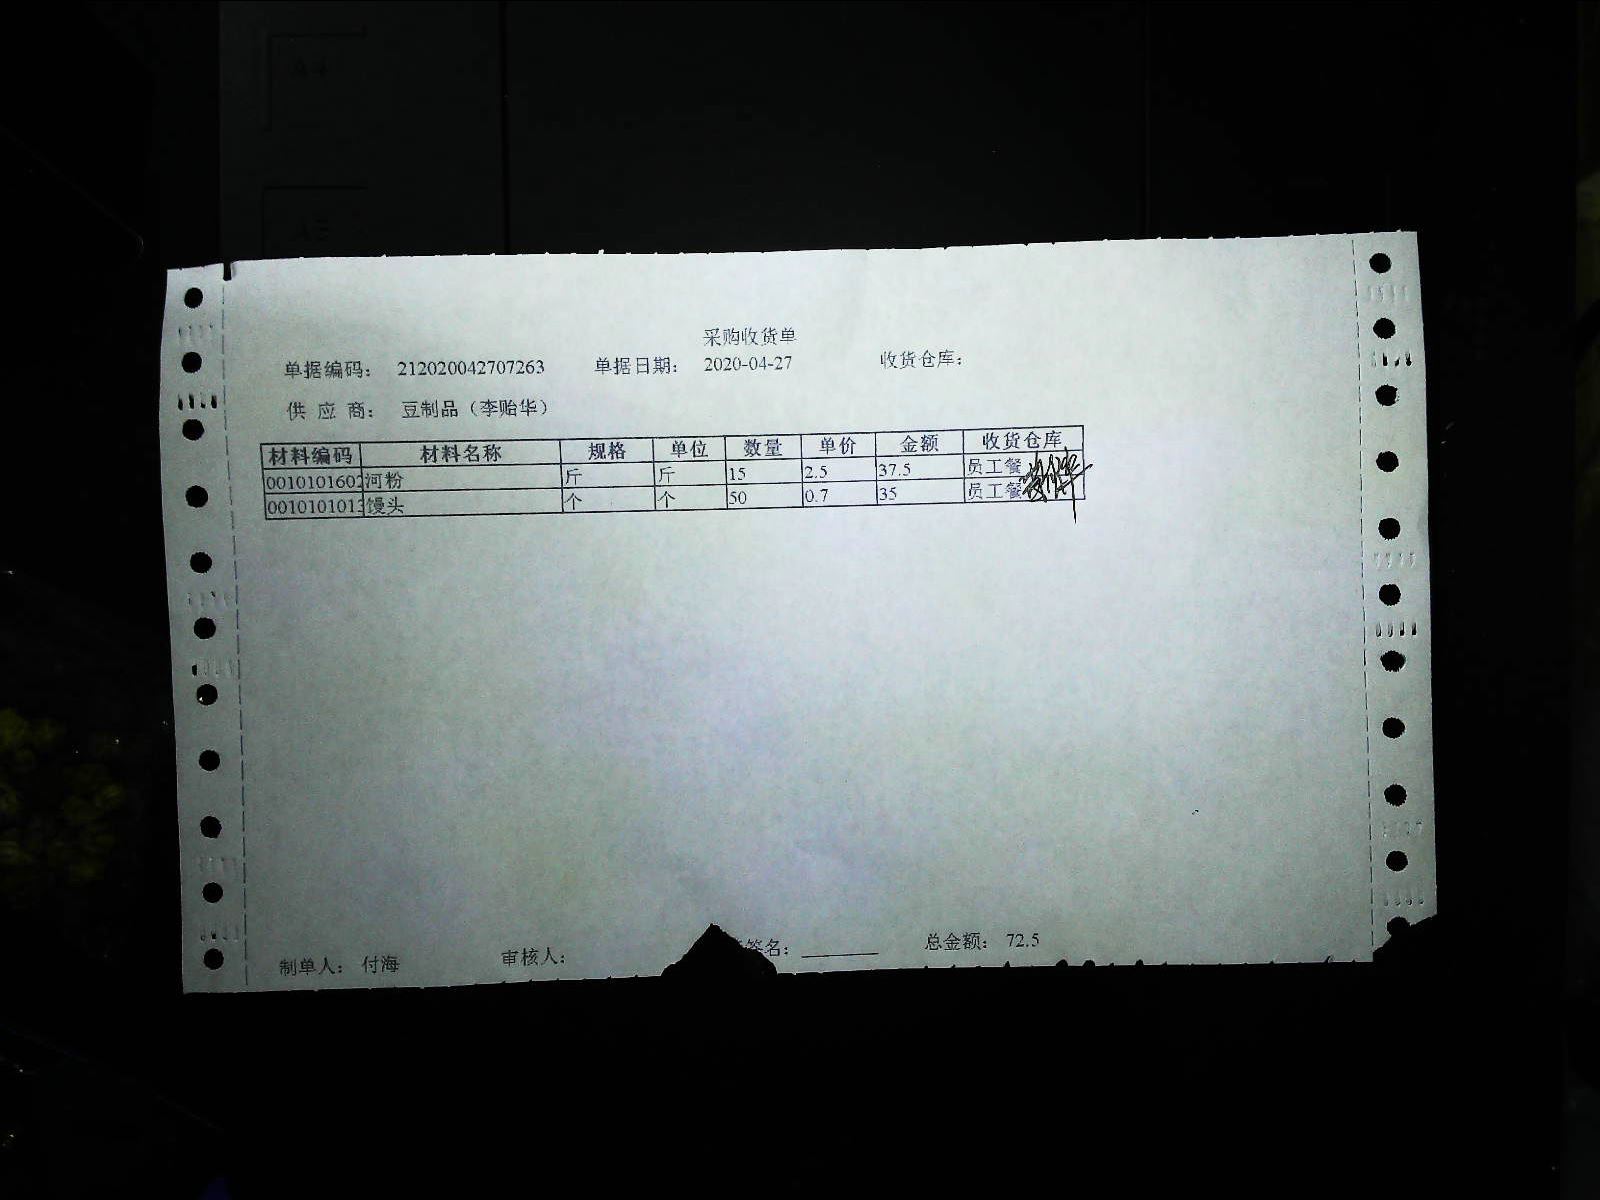 采购收货单
单据编码： 212020042707263 单据日期： 2020-04-27 收货仓库：
供 应 商： 豆制品（李贻华）
材料编码 材料名称 规格 单位 数量 单价 金额 收货仓库
0010101602 河粉 斤 斤 15 2.5 37.5 员工餐
0010101013 馒头 个 个 50 0.7 35 员工餐
制单人： 付海 审核人： 签名： 总金额： 72.5